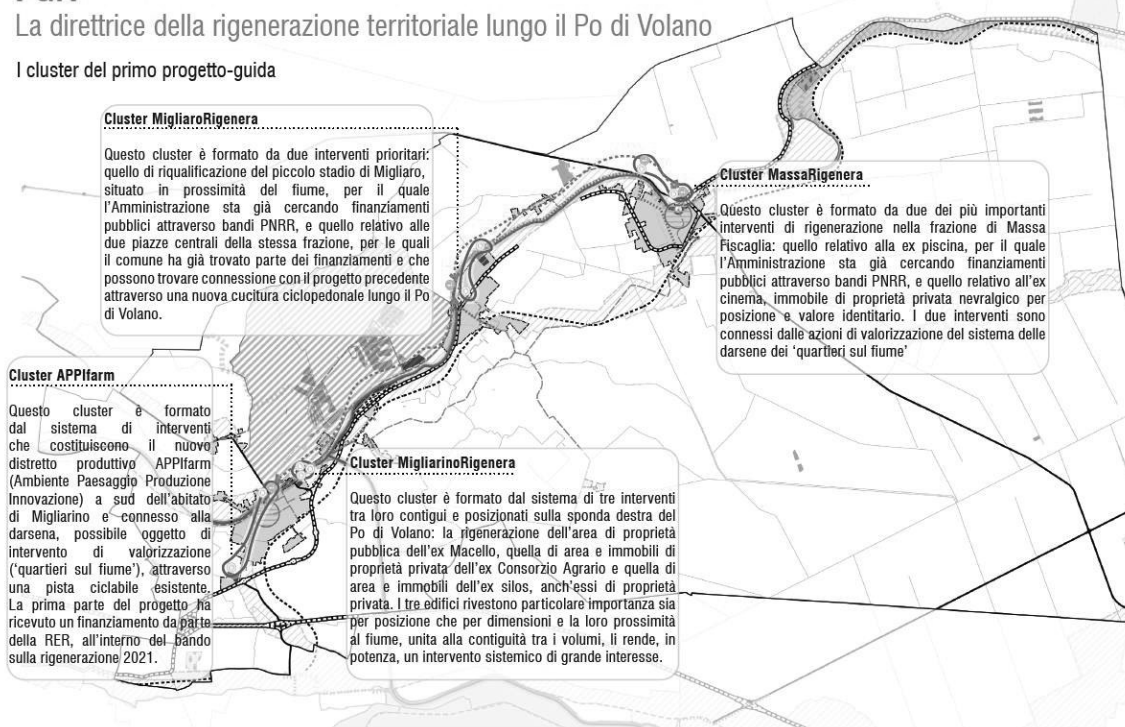 La direttrice della rigenerazione territoriale lungo il Po di Volano
I cluster del primo progetto-guida
Cluster MigliaroRigenera
Questo cluster è formato da due interventi prioritari:
quello di riqualificazione del piccolo stadio di Migliaro,
situato in prossimità del fiume, per il quale
l'Amministrazione sta già cercando finanziamenti
pubblici attraverso bandi PNRR, e quello relativo alle
due piazze centrali della stessa frazione, per le quali
il comune ha già trovato parte dei finanziamenti e che
possono trovare connessione con il progetto precedente
attraverso una nuova cucitura ciclopedonale lungo il Po
di Volano.
Cluster MassaRigenera
Questo cluster è formato da due dei più importanti
interventi di rigenerazione nella frazione di Massa
Fiscaglia: quello relativo alla ex piscina, per il quale
l'Amministrazione sta già cercando finanziamenti
pubblici attraverso bandi PNRR, e quello relativo all'ex
cinema, immobile di proprietà privata nevralgico per
posizione e valore identitario. I due interventi sono
connessi dalle azioni di valorizzazione del sistema delle
darsene dei 'quartieri sul fiume'
Cluster APPIfarm
Questo cluster è formato
dal sistema di interventi
che costituiscono il nuovo
distretto produttivo APPIfarm
(Ambiente Paesaggio Produzione
Innovazione) a sud dell'abitato
di Migliarino e connesso alla
darsena, possibile oggetto di
intervento di valorizzazione
('quartieri sul fiume'), attraverso
una pista ciclabile esistente.
La prima parte del progetto ha
ricevuto un finanziamento da parte
della RER, all'interno del bando
sulla rigenerazione 2021.
Cluster MigliarinoRigenera
Questo cluster è formato dal sistema di tre interventi
tra loro contigui e posizionati sulla sponda destra del
Po di Volano: la rigenerazione dell'area di proprietà
pubblica dell'ex Macello, quella di area e immobili di
proprietà privata dell'ex Consorzio Agrario e quella di
area e immobili dell'ex silos, anch'essi di proprietà
privata. I tre edifici rivestono particolare importanza sia
per posizione che per dimensioni e la loro prossimità
al fiume, unita alla contiguità tra i volumi, li rende, in
potenza, un intervento sistemico di grande interesse.